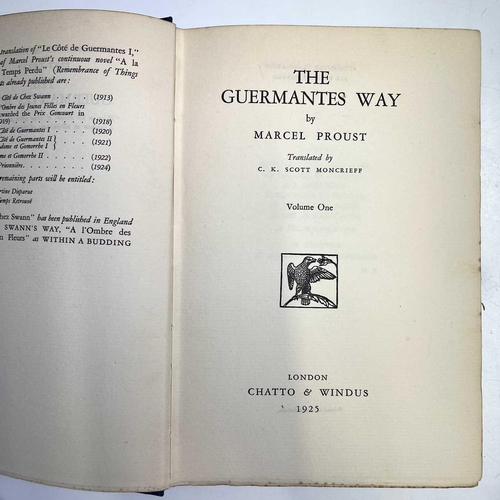 translation of "Le Côté de Guermantes I,"
of Marcel Proust's continuous novel "A la
Temps Perdu" (Remembrance of Things
ts already published are:
Côté de Chez Swann . . . . . (1913)
l'Ombre des Jeunes Filles en Fleurs
warded the Prix Goncourt in
919) . . . . . . . . (1918)
Côté de Guermantes I . . . . (1920)
Côté de Guermantes II }
dome et Gomorrhe I } . . . . (1921)
me et Gomorrhe II . . . . (1922)
Prisonnière . . . . . . (1924)
remaining parts will be entitled:
rtine Disparue
Temps Retrouvé
Chez Swann" has been published in England
SWANN'S WAY, "A l'Ombre des
n Fleurs" as WITHIN A BUDDING
THE
GUERMANTES WAY
by
MARCEL PROUST
Translated by
C. K. SCOTT MONCRIEFF
Volume One
LONDON
CHATTO & WINDUS
1925